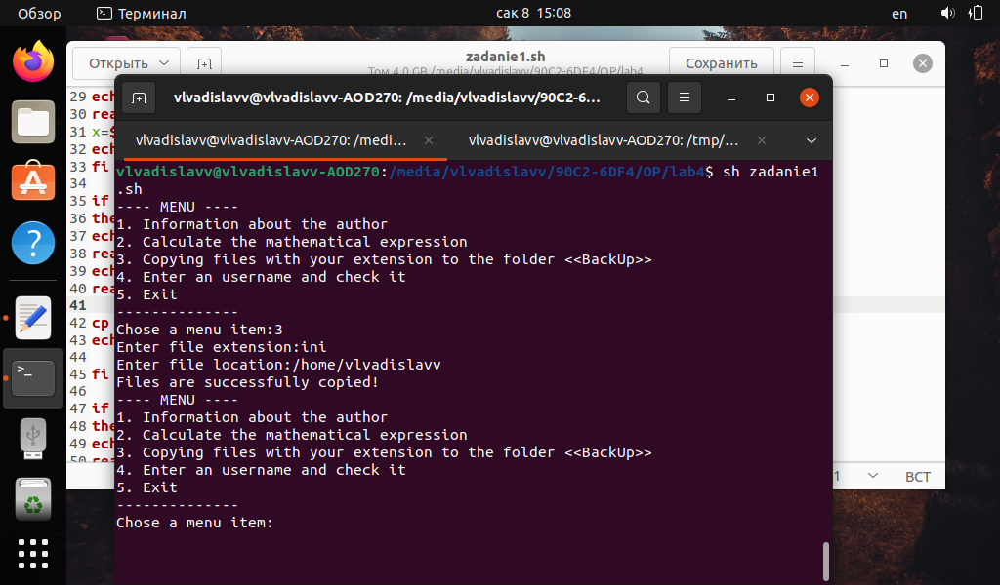 Обзор
Терминал
сак 8 15:08
en
Открыть
zadanie1.sh
Том 4,0 GB /media/vlvadislavv/90C2-6DF4/OP/lab4
Сохранить
vlvadislavv@vlvadislavv-AOD270: /media/vlvadislavv/90C2-6…
vlvadislavv@vlvadislavv-AOD270: /medi…
vlvadislavv@vlvadislavv-AOD270: /tmp/…
29 ech
30 rea
31 x=$
32 ech
33 fi
34
35 if
36 the
37 ech
38 rea
39 ech
40 rea
41
42 cp
43 ech
44
45 fi
46
47 if
48 the
49 ech
50 rea
vlvadislavv@vlvadislavv-AOD270:/media/vlvadislavv/90C2-6DF4/OP/lab4$ sh zadanie1
.sh
---- MENU ----
1. Information about the author
2. Calculate the mathematical expression
3. Copying files with your extension to the folder <<BackUp>>
4. Enter an username and check it
5. Exit
--------------
Chose a menu item:3
Enter file extension:ini
Enter file location:/home/vlvadislavv
Files are successfully copied!
---- MENU ----
1. Information about the author
2. Calculate the mathematical expression
3. Copying files with your extension to the folder <<BackUp>>
4. Enter an username and check it
5. Exit
--------------
Chose a menu item:
1
ВСТ